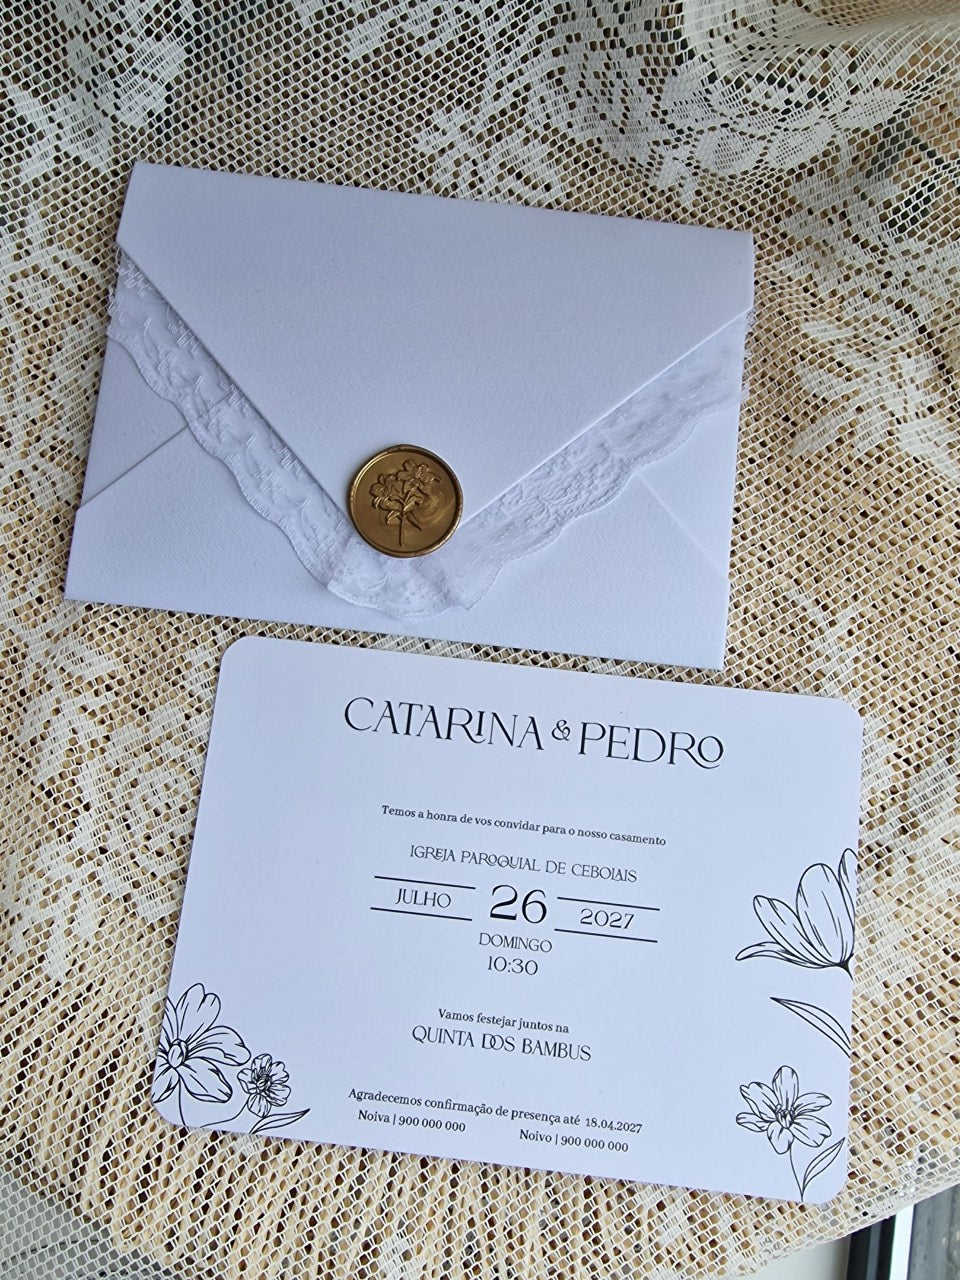 CATARINA & PEDRO
Temos a honra de vos convidar para o nosso casamento
IGREJA PAROQUIAL DE CEBOLAIS
JULHO 26 2027
DOMINGO
10:30
Vamos festejar juntos na
QUINTA DOS BAMBUS
Agradecemos confirmação de presença até 18.04.2027
Noiva | 900 000 000 Noivo | 900 000 000